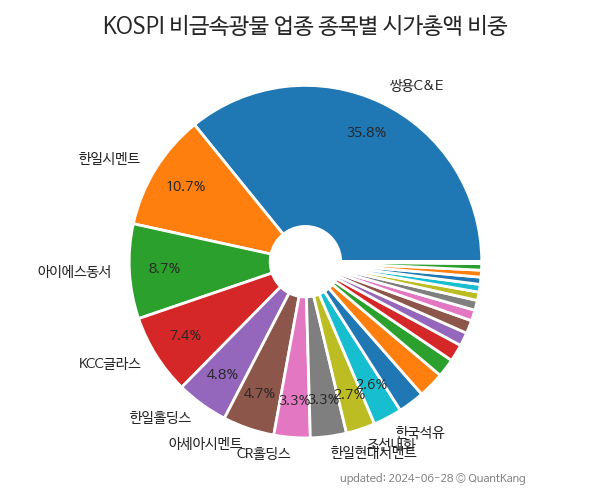 KOSPI 비금속광물 업종 종목별 시가총액 비중
쌍용C&E
35.8%
한일시멘트
10.7%
아이에스동서
8.7%
KCC글라스
7.4%
한일홀딩스
4.8%
아세아시멘트
4.7%
CR홀딩스
3.3%
한일현대시멘트
3.3%
조선내화
2.7%
한국석유
2.6%
updated: 2024-06-28 © QuantKang